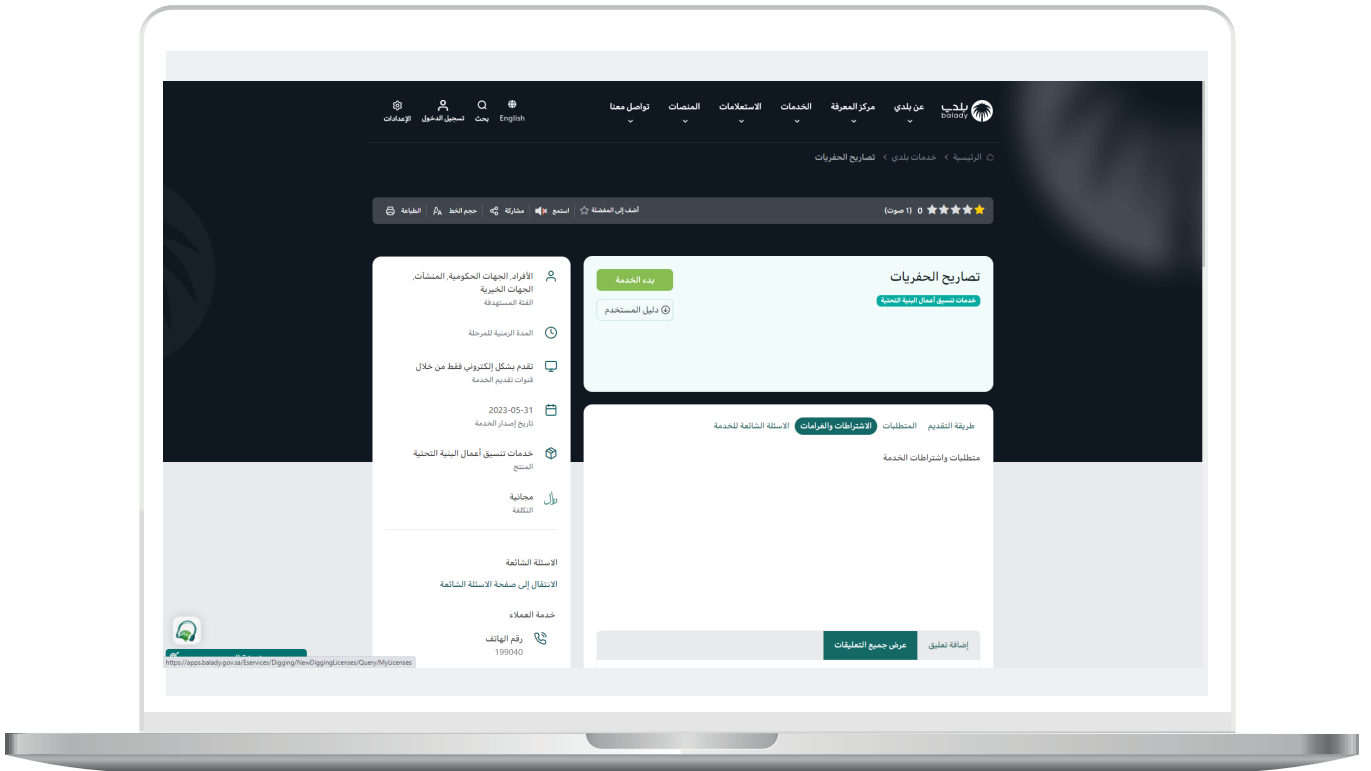 بلدي
balady
عن بلدي
مركز المعرفة
الخدمات
الاستعلامات
المنصات
تواصل معنا
English
بحث
تسجيل الدخول
الإعدادات
الرئيسية
خدمات بلدي
تصاريح الحفريات
0 (1 صوت)
أضف إلى المفضلة
استمع
مشاركة
حجم الخط
الطباعة
تصاريح الحفريات
خدمات تنسيق أعمال البنية التحتية
بدء الخدمة
دليل المستخدم
طريقة التقديم
المتطلبات
الاشتراطات والغرامات
الاسئلة الشائعة للخدمة
متطلبات واشتراطات الخدمة
إضافة تعليق
عرض جميع التعليقات
الأفراد, الجهات الحكومية, المنشآت,
الجهات الخيرية
الفئة المستهدفة
المدة الزمنية للمرحلة
تقدم بشكل إلكتروني فقط من خلال
قنوات تقديم الخدمة
2023-05-31
تاريخ إصدار الخدمة
خدمات تنسيق أعمال البنية التحتية
المنتج
مجانية
التكلفة
الاسئلة الشائعة
الانتقال إلى صفحة الاسئلة الشائعة
خدمة العملاء
رقم الهاتف
199040
https://apps.balady.gov.sa/Eservices/Digging/NewDiggingLicenses/Query/MyLicenses